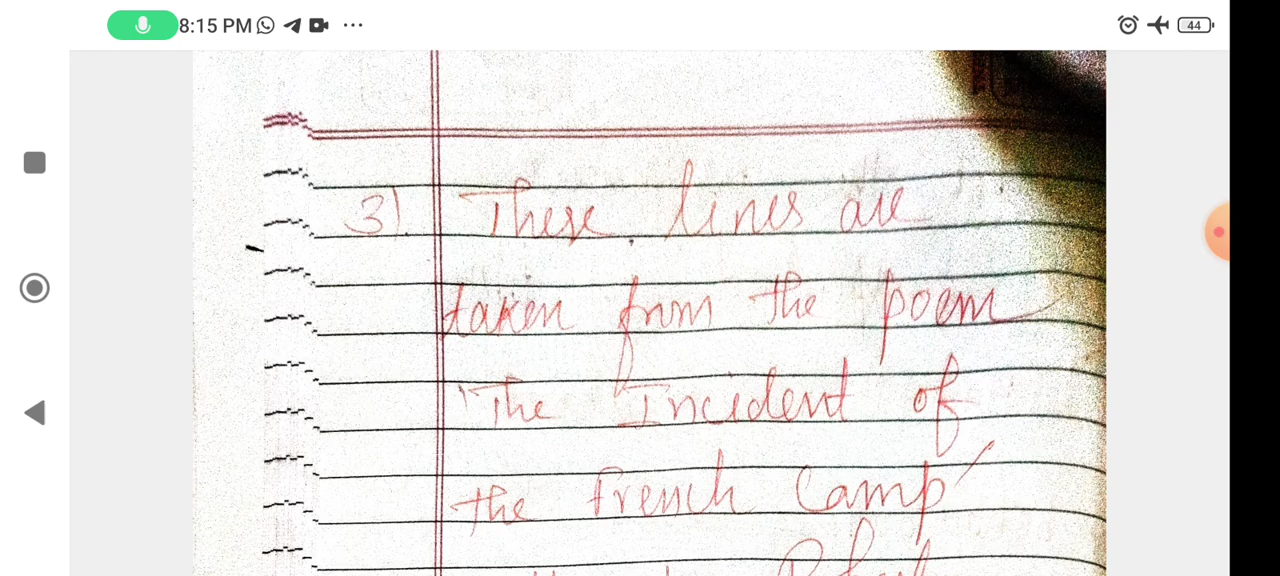 8:15 PM
44
3). These lines are
taken from the poem
'The Incident of
the French Camp'